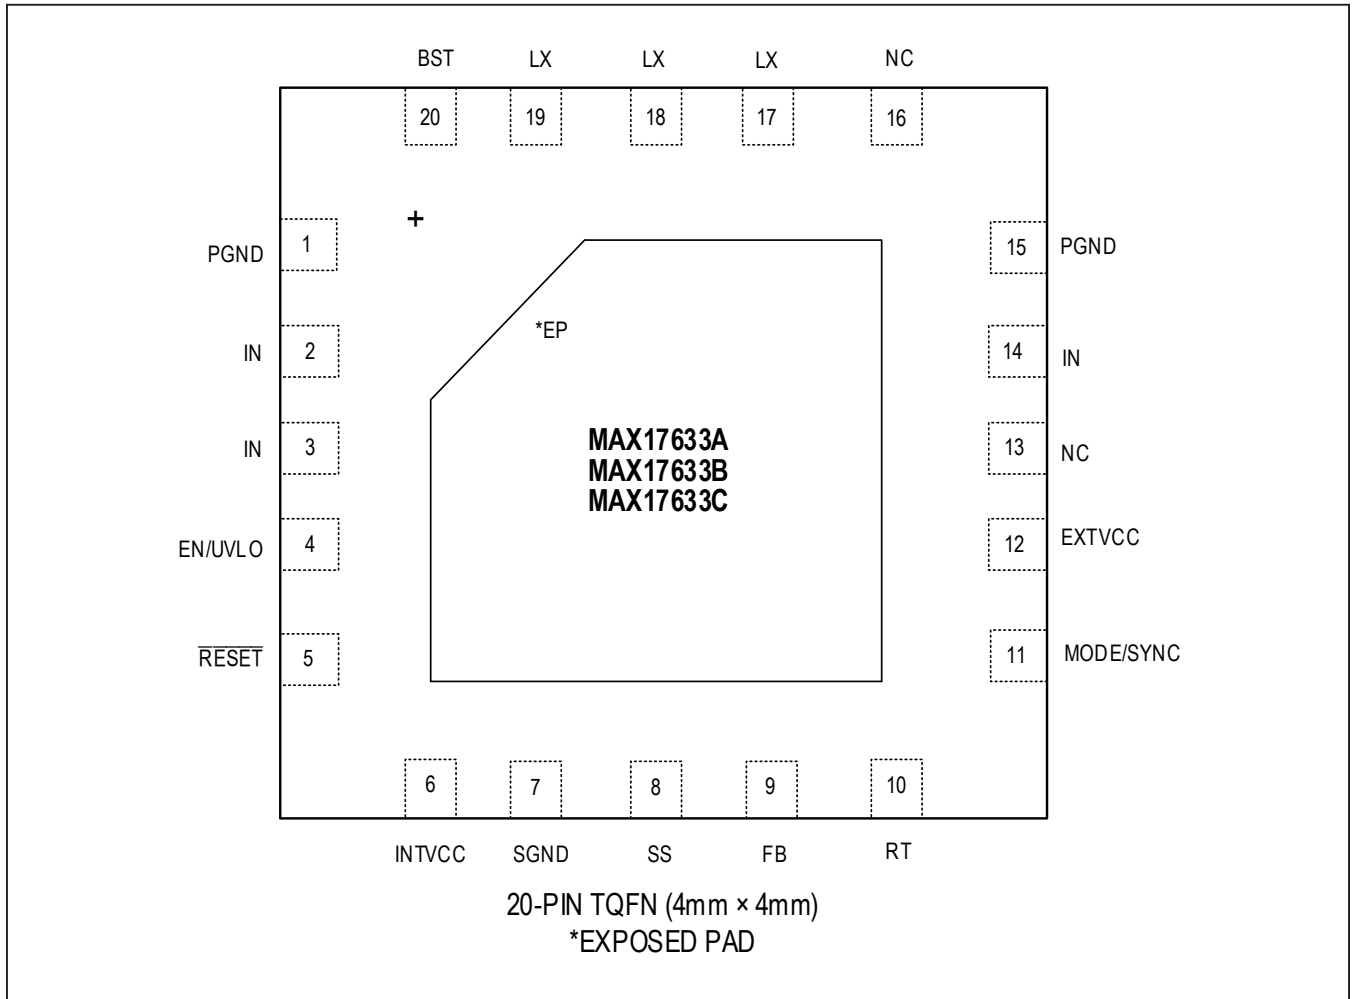 BST LX LX LX NC
20 19 18 17 16
+
PGND 1 15 PGND
*EP
IN 2 14 IN
IN 3 13 NC
MAX17633A
MAX17633B
MAX17633C
EN/UVLO 4 12 EXTVCC
RESET 5 11 MODE/SYNC
6 7 8 9 10
INTVCC SGND SS FB RT
20-PIN TQFN (4mm × 4mm)
*EXPOSED PAD